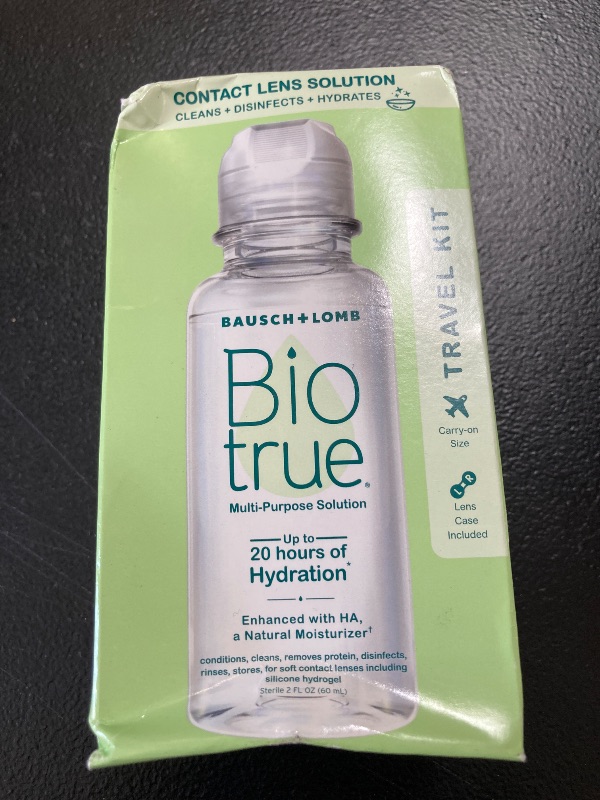 CONTACT LENS SOLUTION
CLEANS + DISINFECTS + HYDRATES
BAUSCH + LOMB
Bio
true®
Multi-Purpose Solution
Up to
20 hours of
Hydration*
Enhanced with HA,
a Natural Moisturizer†
conditions, cleans, removes protein, disinfects,
rinses, stores, for soft contact lenses including
silicone hydrogel
Sterile 2 FL OZ (60 mL)
TRAVEL KIT
Carry-on
Size
L R
Lens
Case
Included